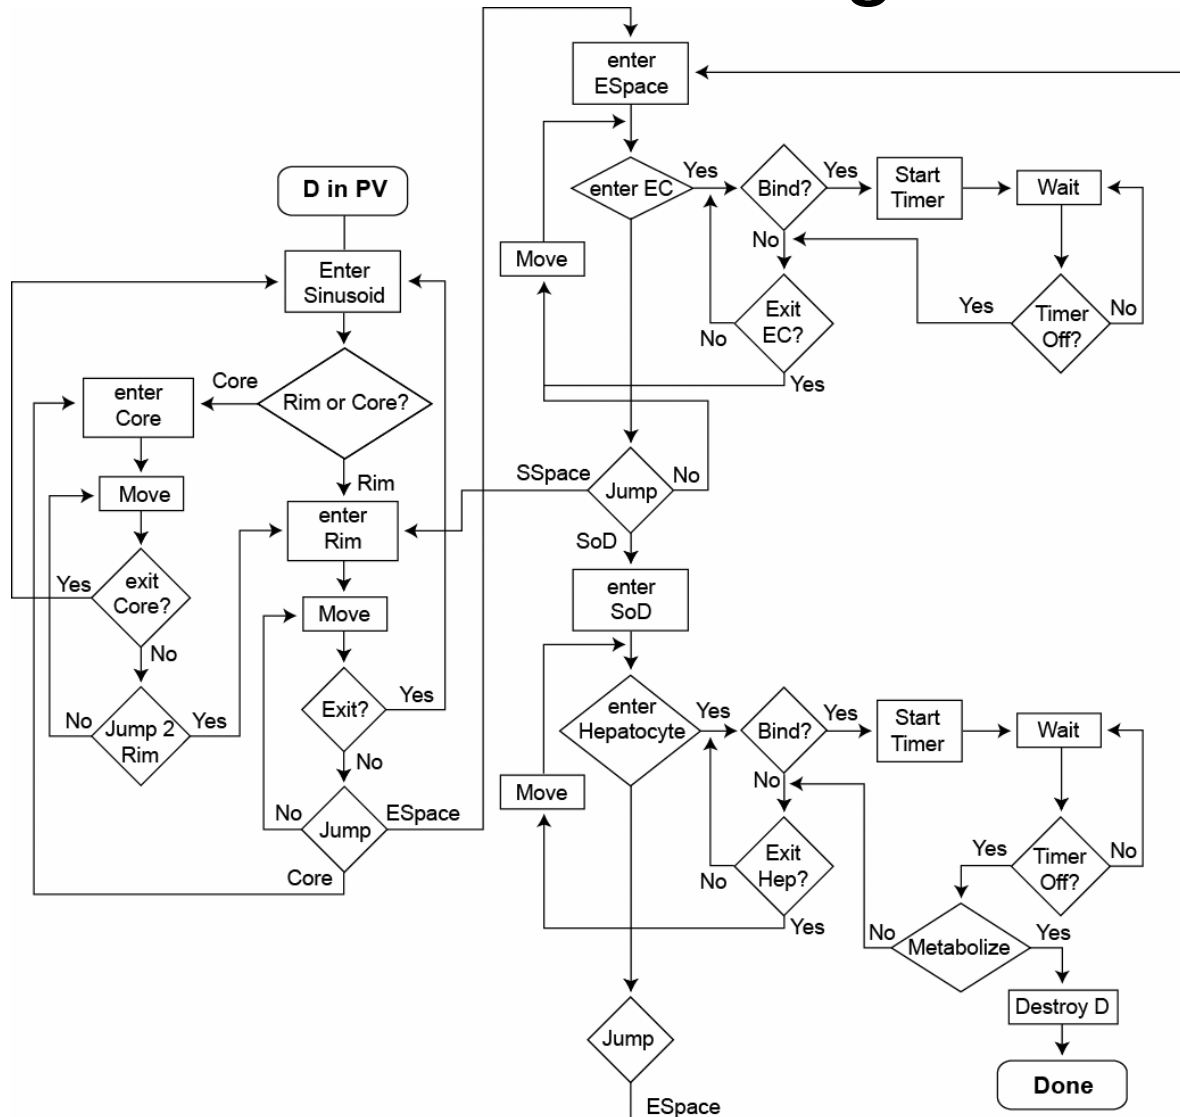 g
enter
ESpace
D in PV
enter EC
Yes
Bind?
Yes
Start
Timer
Wait
No
Move
Enter
Sinusoid
Exit
EC?
No
Yes
Yes
Timer
Off?
No
Core
enter
Core
Rim or Core?
Rim
SSpace
Jump
No
SoD
Move
enter
Rim
Yes
exit
Core?
No
enter
SoD
Move
No
Jump 2
Rim
Yes
Exit?
Yes
No
enter
Hepatocyte
Yes
Bind?
Yes
Start
Timer
Wait
No
Move
No
Jump
ESpace
Core
Exit
Hep?
No
Yes
Yes
Timer
Off?
No
No
Metabolize
Yes
Destroy D
Jump
Done
ESpace